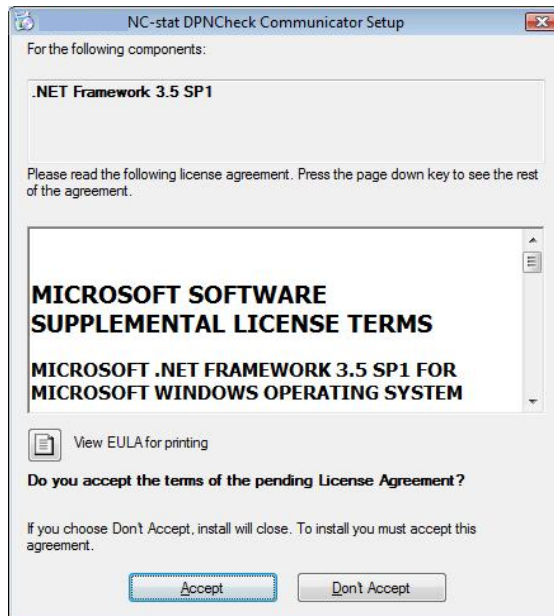 NC-stat DPNCheck Communicator Setup
For the following components:
.NET Framework 3.5 SP1
Please read the following license agreement. Press the page down key to see the rest
of the agreement.
MICROSOFT SOFTWARE
SUPPLEMENTAL LICENSE TERMS
MICROSOFT .NET FRAMEWORK 3.5 SP1 FOR
MICROSOFT WINDOWS OPERATING SYSTEM
View EULA for printing
Do you accept the terms of the pending License Agreement?
If you choose Don't Accept, install will close. To install you must accept this
agreement.
Accept
Don't Accept